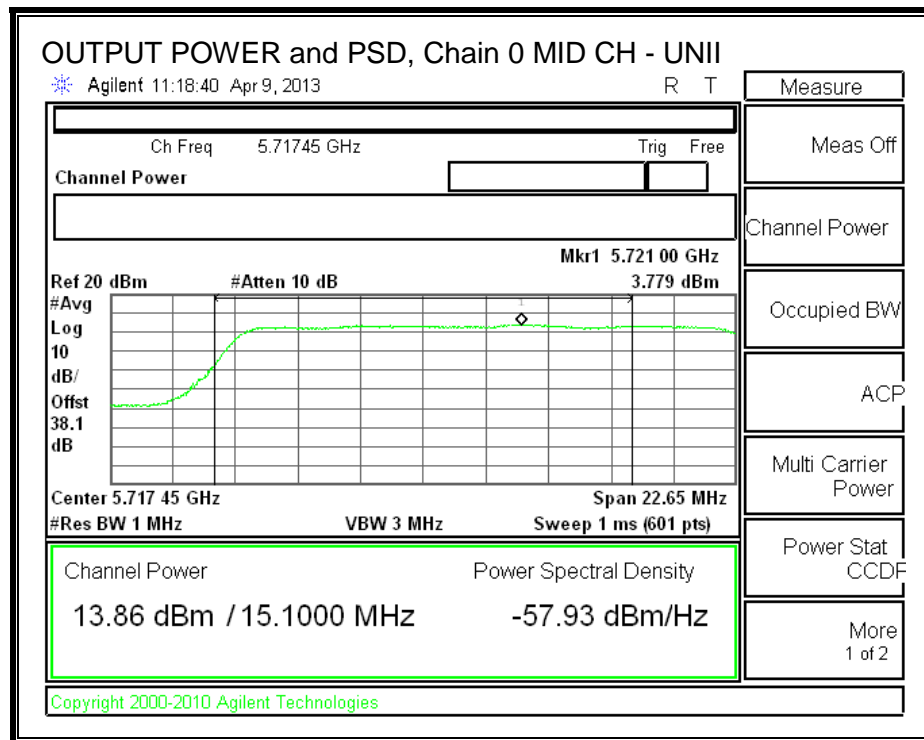 OUTPUT POWER and PSD, Chain 0 MID CH - UNII
Agilent 11:18:40 Apr 9, 2013 R T
Measure
Ch Freq 5.71745 GHz Trig Free
Meas Off
Channel Power
Channel Power
Mkr1 5.721 00 GHz
Ref 20 dBm #Atten 10 dB 3.779 dBm
#Avg
Log
10
dB/
Offst
38.1
dB
1
Occupied BW
ACP
Multi Carrier
Power
Center 5.717 45 GHz Span 22.65 MHz
#Res BW 1 MHz VBW 3 MHz Sweep 1 ms (601 pts)
Power Stat
CCDF
Channel Power Power Spectral Density
13.86 dBm / 15.1000 MHz -57.93 dBm/Hz
More
1 of 2
Copyright 2000-2010 Agilent Technologies